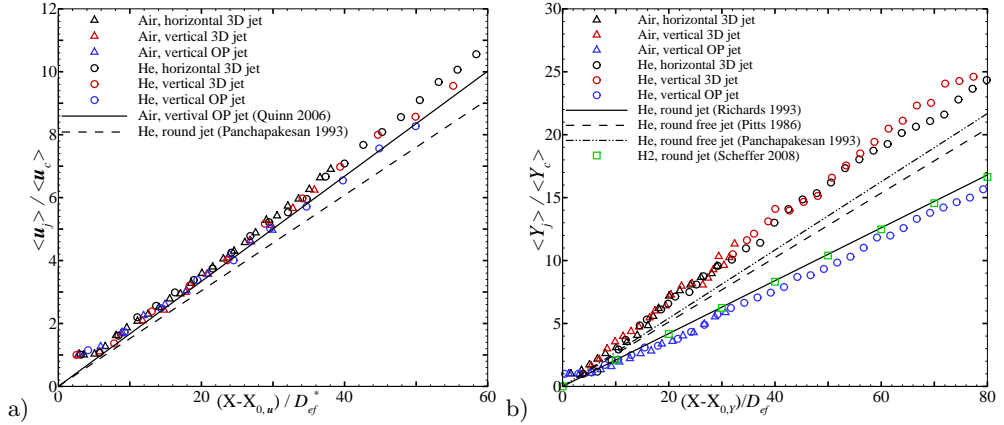 a)
<u_j> / <u_c>
12
10
8
6
4
2
0
0
20
40
60
(X-X_{0,u}) / D*_{ef}
Air, horizontal 3D jet
Air, vertical 3D jet
Air, vertical OP jet
He, horizontal 3D jet
He, vertical 3D jet
He, vertical OP jet
Air, vertival OP jet (Quinn 2006)
He, round jet (Panchapakesan 1993)
b)
<Y_j> / <Y_c>
30
25
20
15
10
5
0
0
20
40
60
80
(X-X_{0,Y})/D_{ef}
Air, horizontal 3D jet
Air, vertical 3D jet
Air, vertical OP jet
He, horizontal 3D jet
He, vertical 3D jet
He, vertical OP jet
He, round jet (Richards 1993)
He, round free jet (Pitts 1986)
He, round free jet (Panchapakesan 1993)
H2, round jet (Scheffer 2008)